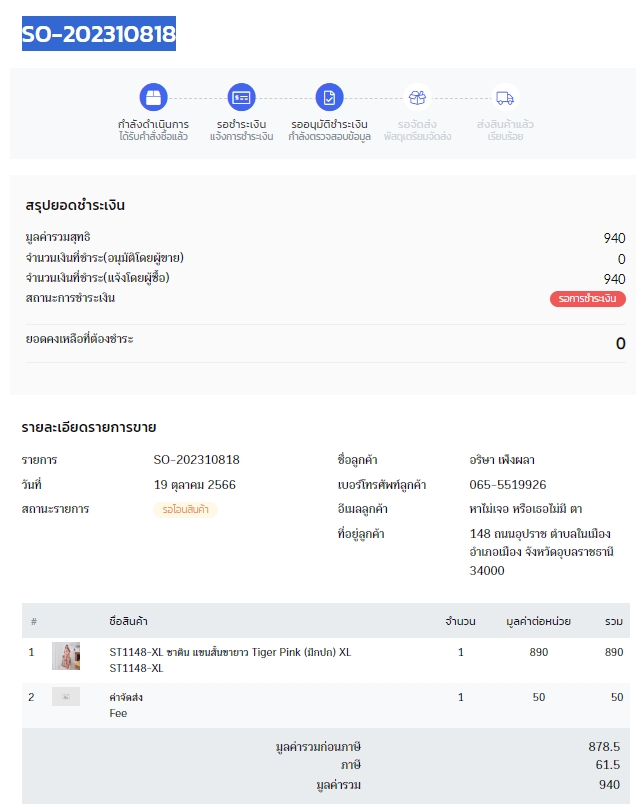 SO-202310818
กำลังดำเนินการ
ได้รับคำสั่งซื้อแล้ว
รอชำระเงิน
แจ้งการชำระเงิน
รออนุมัติชำระเงิน
กำลังตรวจสอบข้อมูล
รอจัดส่ง
พัสดุเตรียมจัดส่ง
ส่งสินค้าแล้ว
เรียบร้อย
สรุปยอดชำระเงิน
มูลค่ารวมสุทธิ 940
จำนวนเงินที่ชำระ(อนุมัติโดยผู้ขาย) 0
จำนวนเงินที่ชำระ(แจ้งโดยผู้ซื้อ) 940
สถานะการชำระเงิน รอการชำระเงิน
ยอดคงเหลือที่ต้องชำระ 0
รายละเอียดรายการขาย
รายการ SO-202310818
วันที่ 19 ตุลาคม 2566
สถานะรายการ รอโอนสินค้า
ชื่อลูกค้า อริษา เพ็งผลา
เบอร์โทรศัพท์ลูกค้า 065-5519926
อีเมลลูกค้า หาไม่เจอ หรือเธอไม่มี ตา
ที่อยู่ลูกค้า 148 ถนนอุปราช ตำบลในเมือง
อำเภอเมือง จังหวัดอุบลราชธานี
34000
# ชื่อสินค้า จำนวน มูลค่าต่อหน่วย รวม
1 ST1148-XL ซาติน แขนสั้นขายาว Tiger Pink (มีกปก) XL 1 890 890
ST1148-XL
2 ค่าจัดส่ง 1 50 50
Fee
มูลค่ารวมก่อนภาษี 878.5
ภาษี 61.5
มูลค่ารวม 940